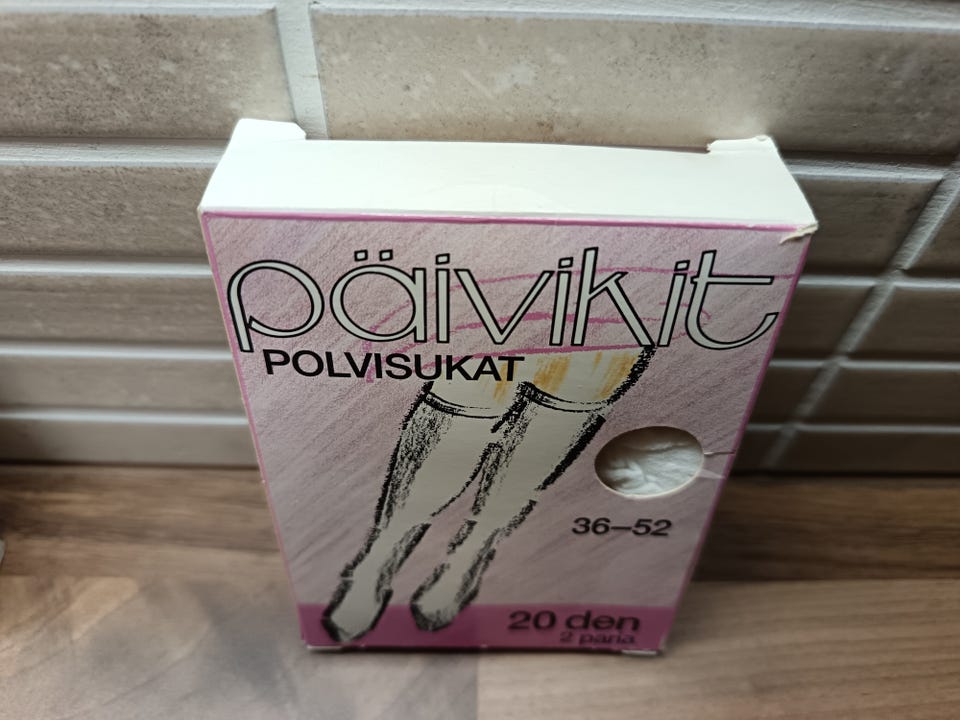 päivikit
POLVISUKAT
36–52
20 den
2 paria